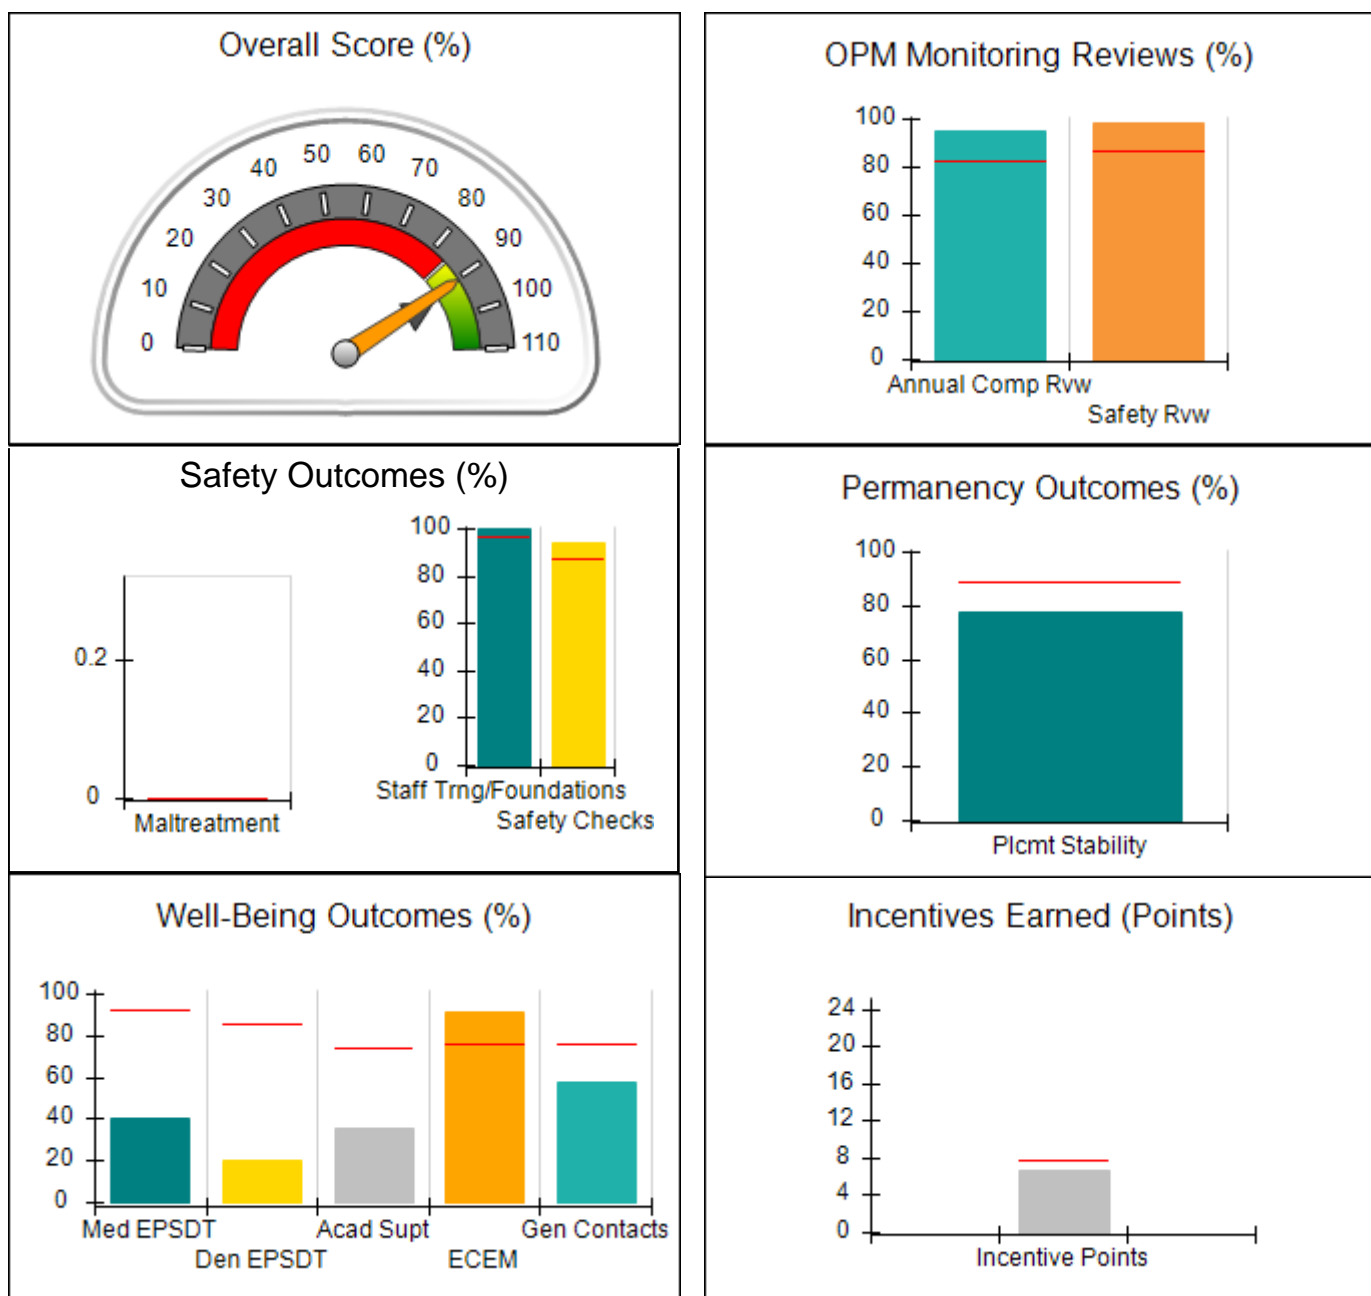 Overall Score (%)
0
10
20
30
40
50
60
70
80
90
100
110
OPM Monitoring Reviews (%)
100
80
60
40
20
0
Annual Comp Rvw
Safety Rvw
Safety Outcomes (%)
0.2
0
Maltreatment
100
80
60
40
20
0
Staff Trng/Foundations
Safety Checks
Permanency Outcomes (%)
100
80
60
40
20
0
Plcmt Stability
Well-Being Outcomes (%)
100
80
60
40
20
0
Med EPSDT
Den EPSDT
Acad Supt
ECEM
Gen Contacts
Incentives Earned (Points)
24
20
16
12
8
4
0
Incentive Points